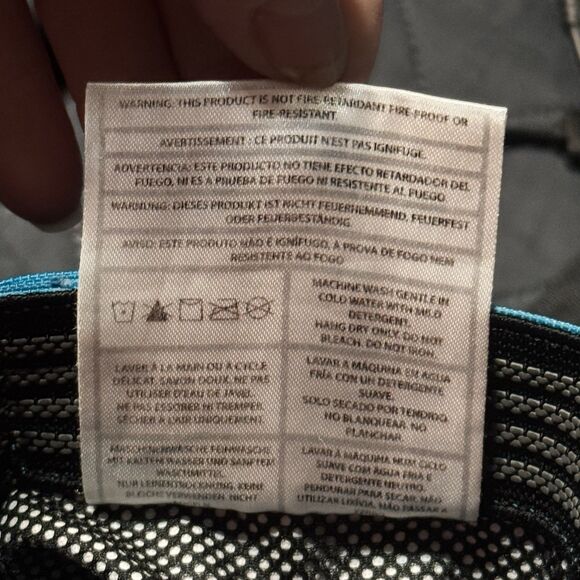 WARNING: THIS PRODUCT IS NOT FIRE-RETARDANT FIRE-PROOF OR
FIRE-RESISTANT
AVERTISSEMENT : CE PRODUIT N'EST PAS IGNIFUGE.
ADVERTENCIA: ESTE PRODUCTO NO TIENE EFECTO RETARDADOR DEL
FUEGO, NI ES A PRUEBA DE FUEGO NI RESISTENTE AL FUEGO
WARNUNG: DIESES PRODUKT IST NICHT FEUERHEMMEND, FEUERFEST
ODER FEUERBESTÄNDIG.
AVISO: ESTE PRODUTO NÃO É IGNÍFUGO, À PROVA DE FOGO NEM
RESISTENTE AO FOGO
MACHINE WASH GENTLE IN
COLD WATER WITH MILD
DETERGENT.
HANG DRY ONLY. DO NOT
BLEACH. DO NOT IRON.
LAVER À LA MAIN OU À CYCLE
DÉLICAT. SAVON DOUX. NE PAS
UTILISER D'EAU DE JAVEL.
NE PAS ESSORER NI TREMPER.
SÉCHER À L'AIR UNIQUEMENT.
LAVAR A MÁQUINA EM AGUA
FRÍA CON UN DETERGENTE
SUAVE.
SOLO SECADO POR TENDIDO.
NO BLANQUEAR. NO
PLANCHAR.
MASCHINENWÄSCHE FEINWÄSCHE
MIT KALTEM WASSER UND SANFTEM
WASCHMITTEL.
NUR LEINENTROCKNUNG. KEINE
BLEICHE VERWENDEN. NICHT
LAVAR À MÁQUINA NUM CICLO
SUAVE COM ÁGUA FRIA E
DETERGENTE NEUTRO.
PENDURAR PARA SECAR. NÃO
UTILIZAR LIXÍVIA. NÃO PASSAR A